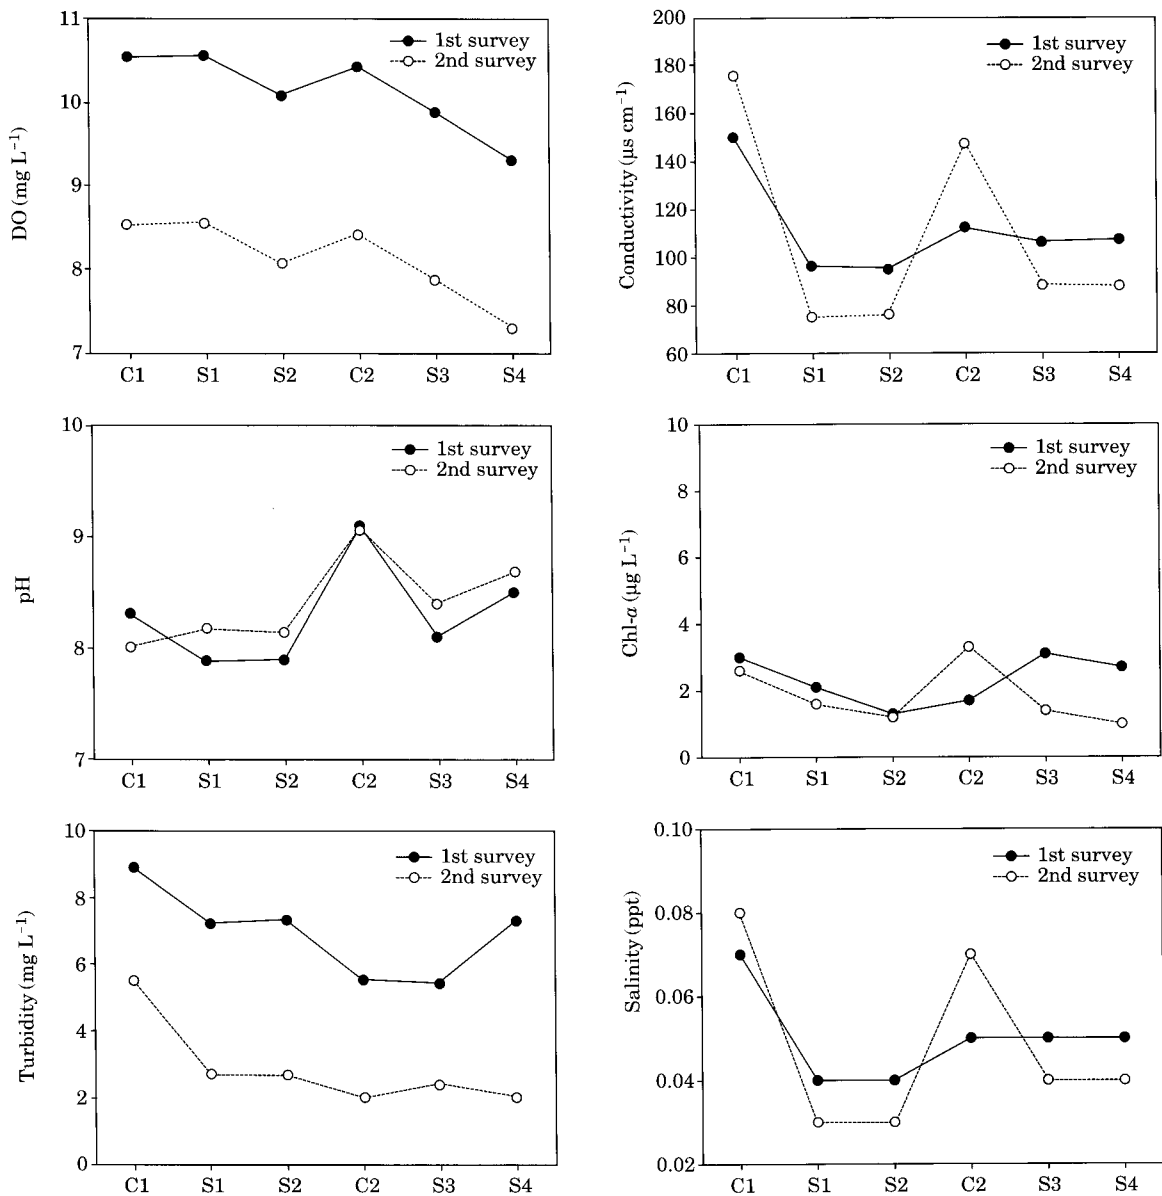 DO (mg L⁻¹)
11
10
9
8
7
1st survey
2nd survey
C1 S1 S2 C2 S3 S4
Conductivity (μs cm⁻¹)
200
180
160
140
120
100
80
60
1st survey
2nd survey
C1 S1 S2 C2 S3 S4
pH
10
9
8
7
1st survey
2nd survey
C1 S1 S2 C2 S3 S4
Chl-a (μg L⁻¹)
10
8
6
4
2
0
1st survey
2nd survey
C1 S1 S2 C2 S3 S4
Turbidity (mg L⁻¹)
10
8
6
4
2
0
1st survey
2nd survey
C1 S1 S2 C2 S3 S4
Salinity (ppt)
0.10
0.08
0.06
0.04
0.02
1st survey
2nd survey
C1 S1 S2 C2 S3 S4